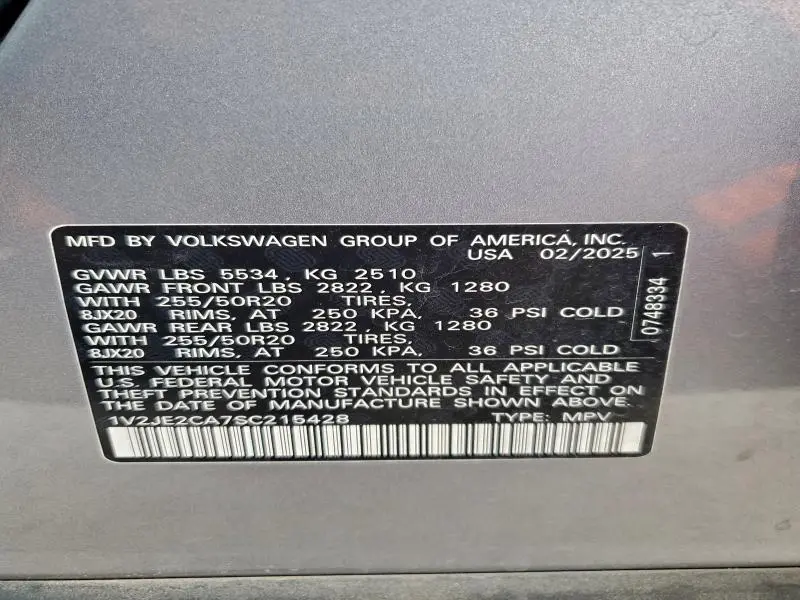 MFD BY VOLKSWAGEN GROUP OF AMERICA, INC.
USA 02/2025
GVWR LBS 5534, KG 2510
GAWR FRONT LBS 2822, KG 1280
WITH 255/50R20 TIRES,
8JX20 RIMS, AT 250 KPA, 36 PSI COLD
GAWR REAR LBS 2822, KG 1280
WITH 255/50R20 TIRES,
8JX20 RIMS, AT 250 KPA, 36 PSI COLD
THIS VEHICLE CONFORMS TO ALL APPLICABLE
U.S. FEDERAL MOTOR VEHICLE SAFETY AND
THEFT PREVENTION STANDARDS IN EFFECT ON
THE DATE OF MANUFACTURE SHOWN ABOVE.
1V2JE2CA7SC215428 TYPE: MPV
0748334 1